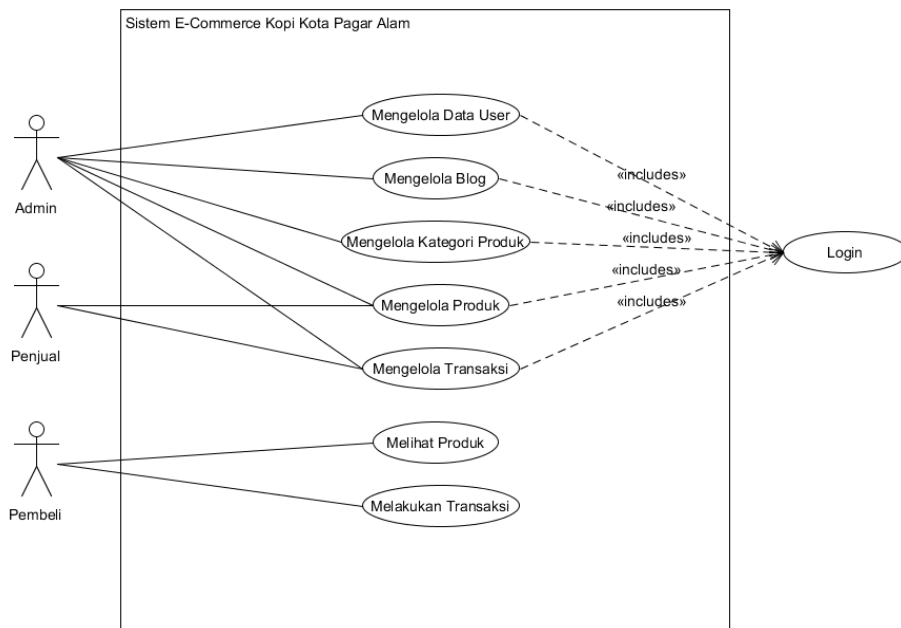 Sistem E-Commerce Kopi Kota Pagar Alam
Mengelola Data User
«includes»
Mengelola Blog
«includes»
Admin
Mengelola Kategori Produk
«includes»
Login
«includes»
Mengelola Produk
«includes»
Penjual
Mengelola Transaksi
Melihat Produk
Melakukan Transaksi
Pembeli